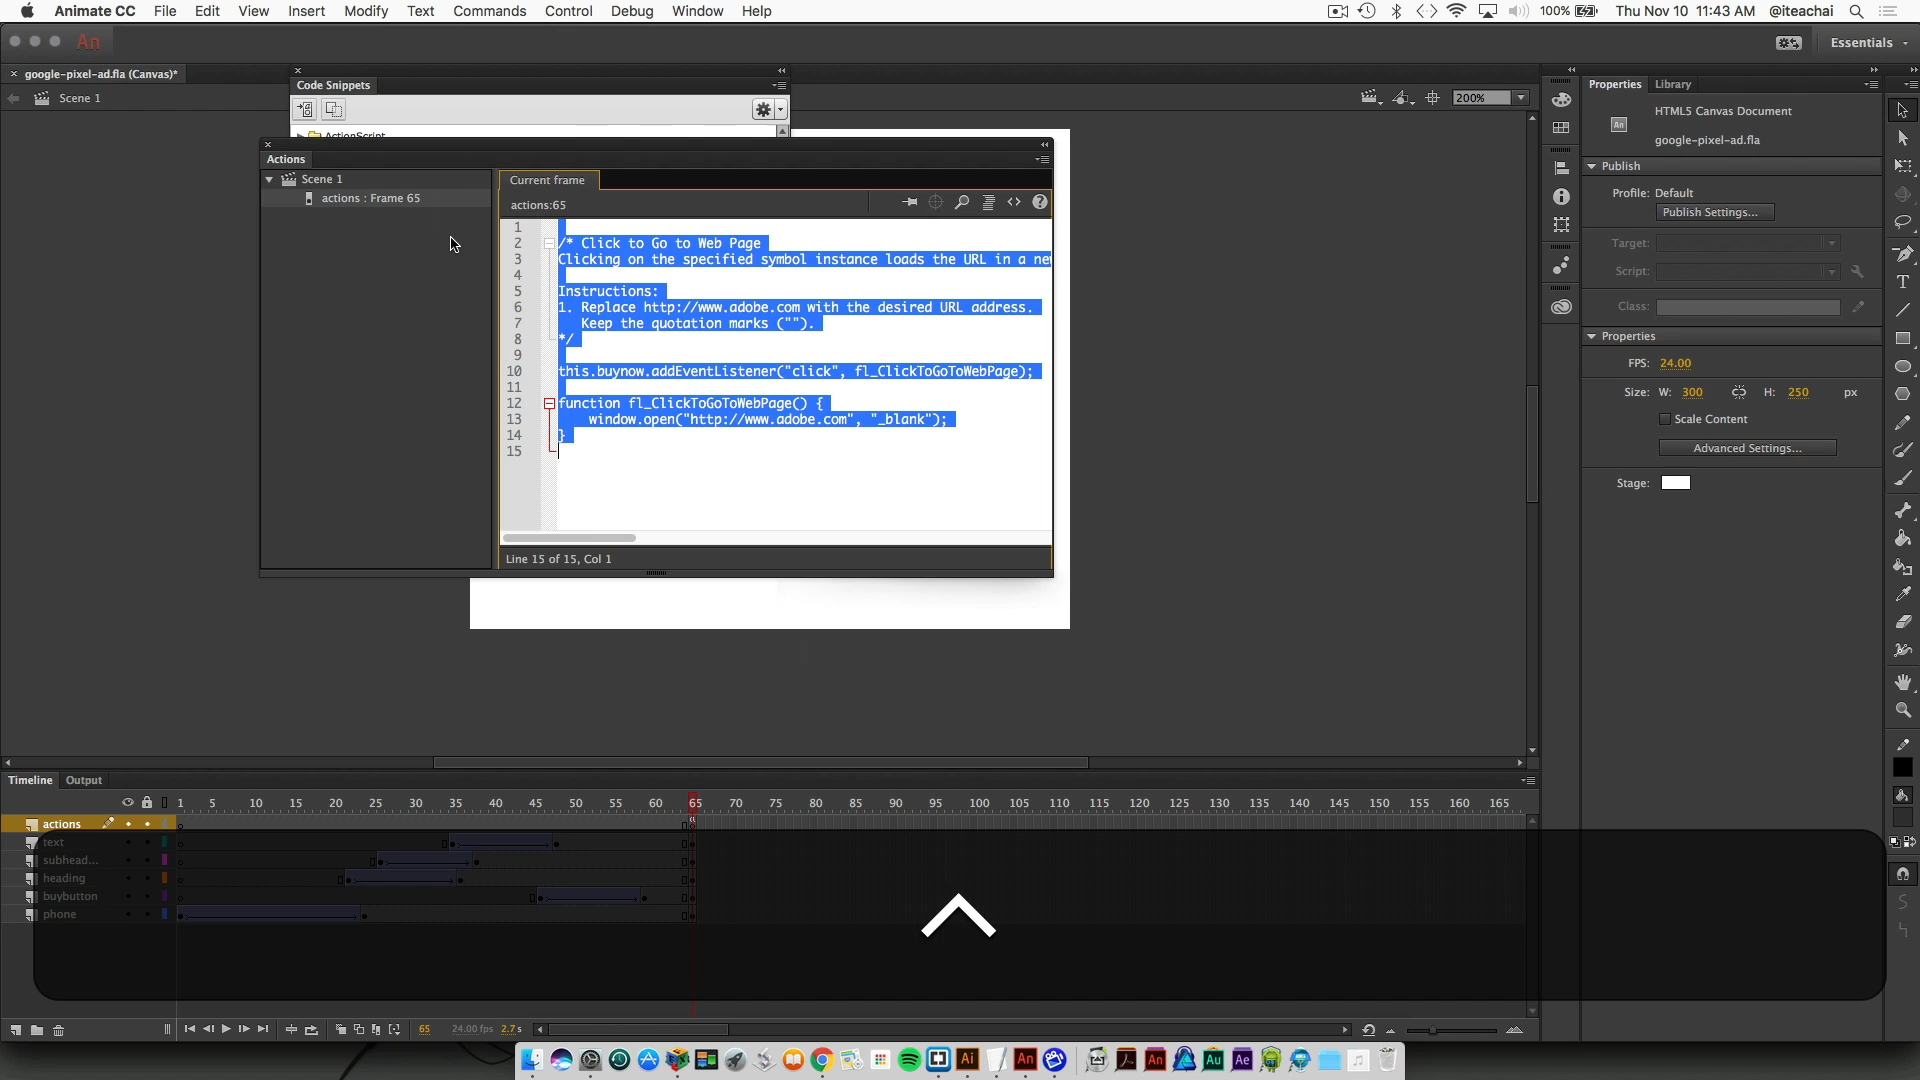 Animate CC File Edit View Insert Modify Text Commands Control Debug Window Help
100% Thu Nov 10 11:43 AM @iteachai
An Essentials
google-pixel-ad.fla (Canvas)*
Scene 1
200%
Code Snippets
ActionScript
Actions
Scene 1
actions : Frame 65
Current frame
actions:65
1
2 /* Click to Go to Web Page
3 Clicking on the specified symbol instance loads the URL in a ne
4
5 Instructions:
6 1. Replace http://www.adobe.com with the desired URL address.
7 Keep the quotation marks ("").
8 */
9
10 this.buynow.addEventListener("click", fl_ClickToGoToWebPage);
11
12 function fl_ClickToGoToWebPage() {
13 window.open("http://www.adobe.com", "_blank");
14 }
15
Line 15 of 15, Col 1
Properties Library
HTML5 Canvas Document
An
google-pixel-ad.fla
Publish
Profile: Default
Publish Settings...
Target:
Script:
Class:
Properties
FPS: 24.00
Size: W: 300 H: 250 px
Scale Content
Advanced Settings...
Stage:
Timeline Output
1 5 10 15 20 25 30 35 40 45 50 55 60 65 70 75 80 85 90 95 100 105 110 115 120 125 130 135 140 145 150 155 160 165
actions
text
subhead...
heading
buybutton
phone
65 24.00 fps 2.7 s
Ai An An Au Ae